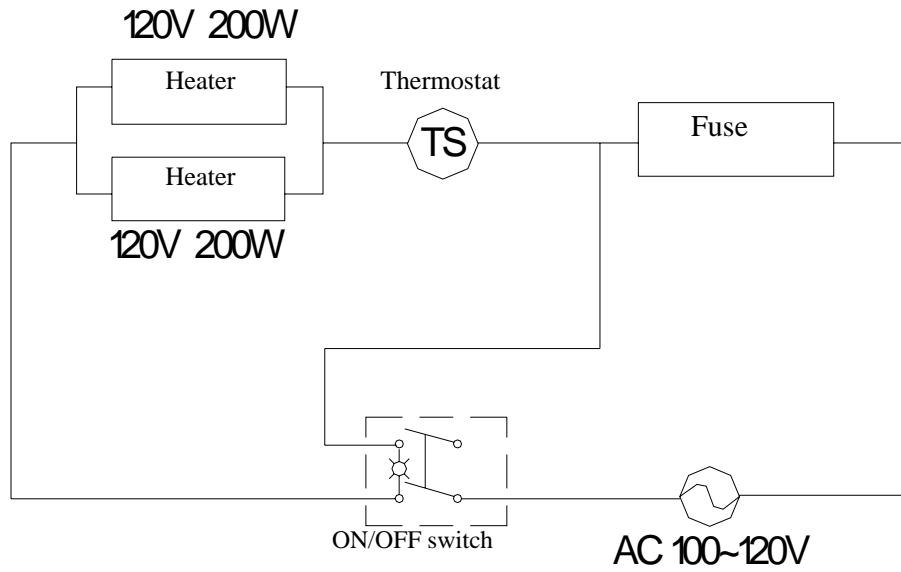 120V 200W
Heater
Thermostat
TS
Fuse
Heater
120V 200W
ON/OFF switch
AC 100~120V